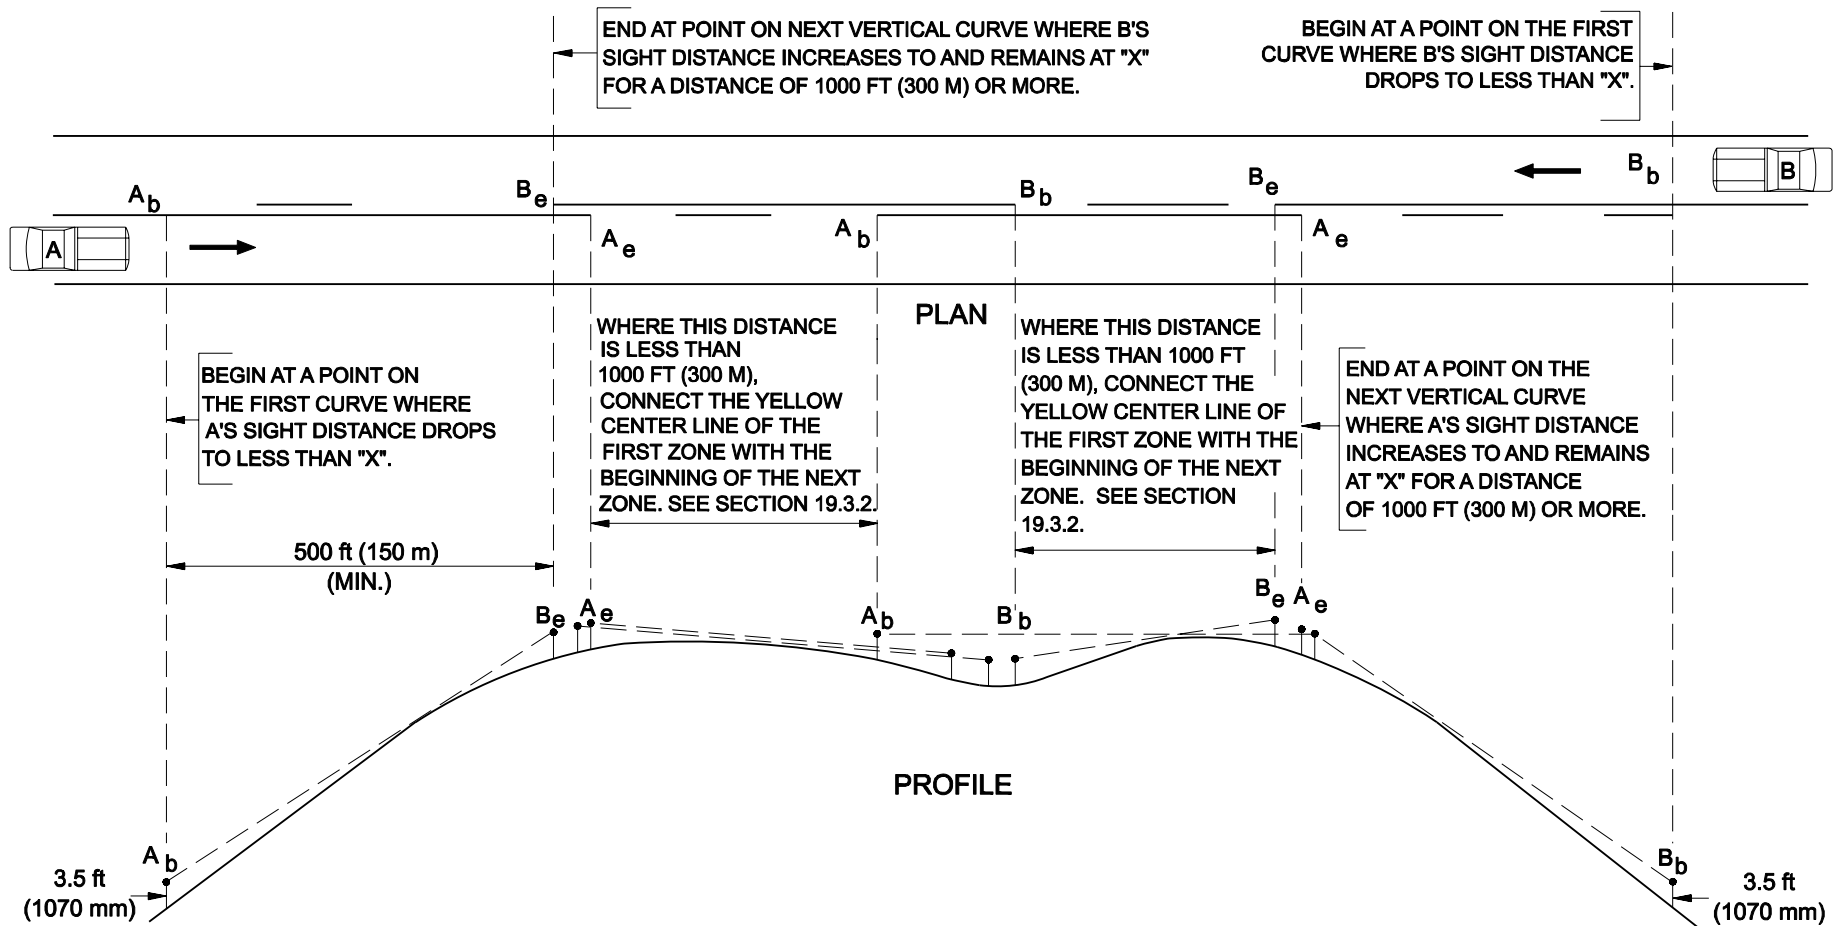 END AT POINT ON NEXT VERTICAL CURVE WHERE B'S
SIGHT DISTANCE INCREASES TO AND REMAINS AT "X"
FOR A DISTANCE OF 1000 FT (300 M) OR MORE.
BEGIN AT A POINT ON THE FIRST
CURVE WHERE B'S SIGHT DISTANCE
DROPS TO LESS THAN "X".
A b
B e
B b
B e
B b
B
A
A e
A b
A e
PLAN
BEGIN AT A POINT ON
THE FIRST CURVE WHERE
A'S SIGHT DISTANCE DROPS
TO LESS THAN "X".
WHERE THIS DISTANCE
IS LESS THAN
1000 FT (300 M),
CONNECT THE YELLOW
CENTER LINE OF THE
FIRST ZONE WITH THE
BEGINNING OF THE NEXT
ZONE. SEE SECTION 19.3.2.
WHERE THIS DISTANCE
IS LESS THAN 1000 FT
(300 M), CONNECT THE
YELLOW CENTER LINE OF
THE FIRST ZONE WITH THE
BEGINNING OF THE NEXT
ZONE. SEE SECTION
19.3.2.
END AT A POINT ON THE
NEXT VERTICAL CURVE
WHERE A'S SIGHT DISTANCE
INCREASES TO AND REMAINS
AT "X" FOR A DISTANCE
OF 1000 FT (300 M) OR MORE.
500 ft (150 m)
(MIN.)
B e
A e
A b
B b
B e
A e
PROFILE
A b
3.5 ft
(1070 mm)
B b
3.5 ft
(1070 mm)